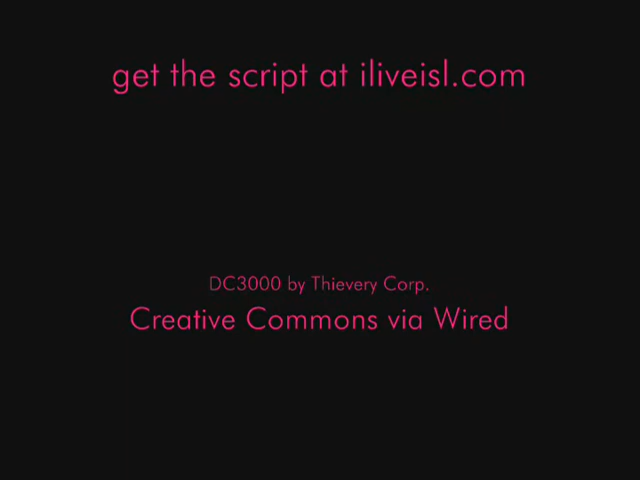 get the script at iliveisl.com
DC3000 by Thievery Corp.
Creative Commons via Wired